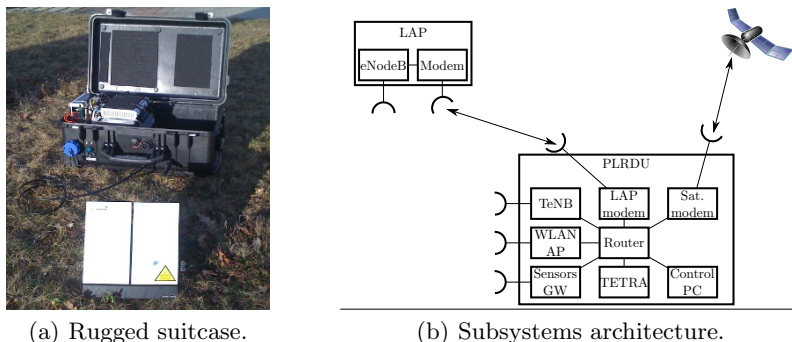 LAP
eNodeB
Modem
PLRDU
TeNB
LAP
modem
Sat.
modem
WLAN
AP
Router
Sensors
GW
TETRA
Control
PC
(a) Rugged suitcase.
(b) Subsystems architecture.